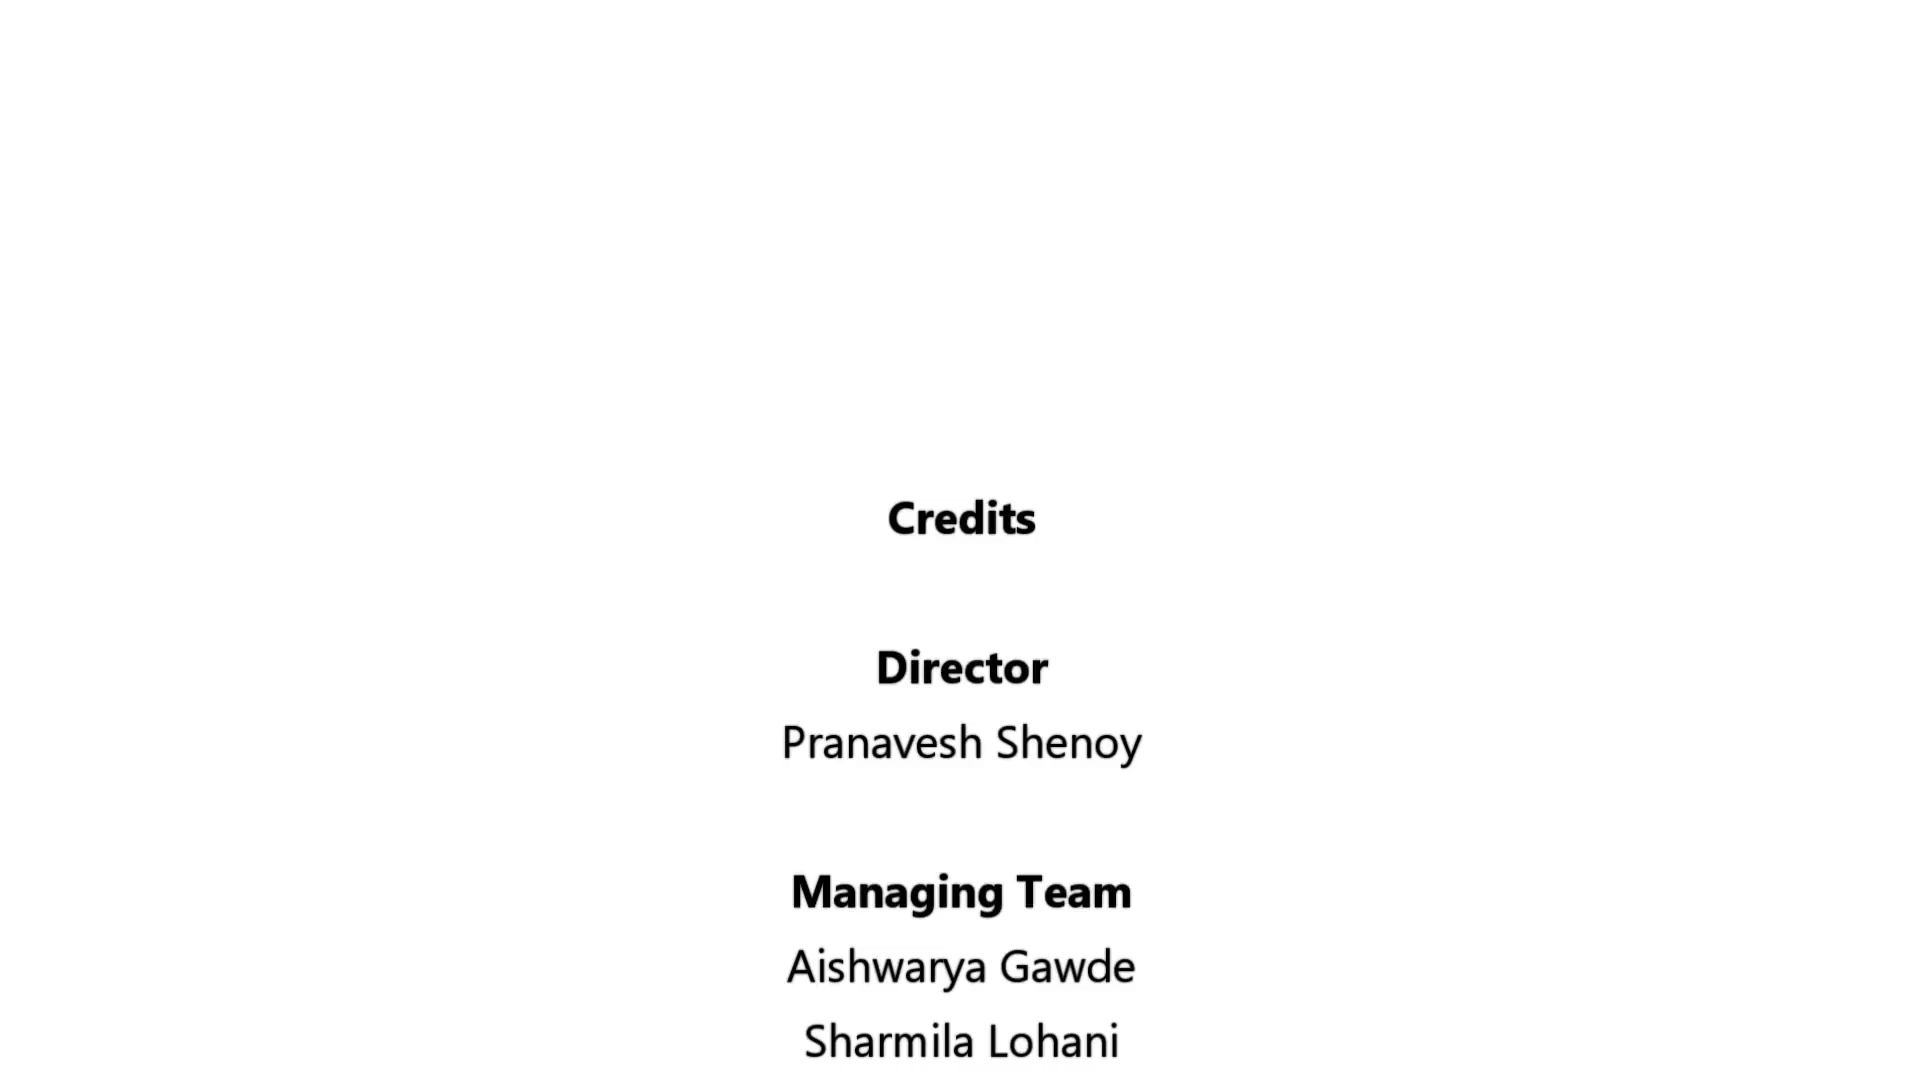 Credits
Director
Pranavesh Shenoy
Managing Team
Aishwarya Gawde
Sharmila Lohani